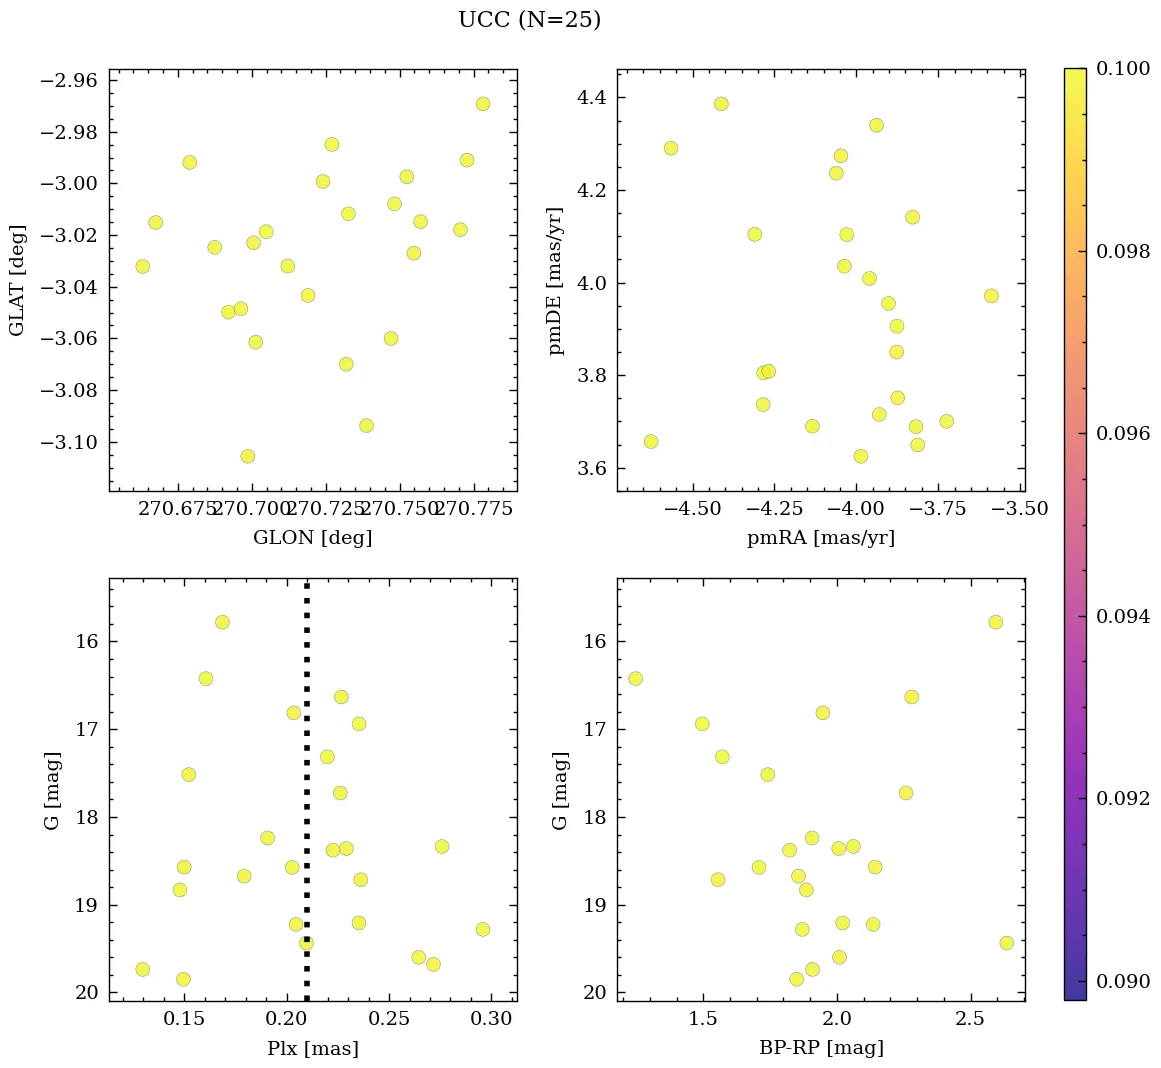 UCC (N=25)
−2.96
−2.98
−3.00
−3.02
−3.04
−3.06
−3.08
−3.10
GLAT [deg]
270.675 270.700 270.725 270.750 270.775
GLON [deg]
4.4
4.2
4.0
3.8
3.6
pmDE [mas/yr]
−4.50 −4.25 −4.00 −3.75 −3.50
pmRA [mas/yr]
0.100
0.098
0.096
0.094
0.092
0.090
16
17
18
19
20
G [mag]
0.15 0.20 0.25 0.30
Plx [mas]
16
17
18
19
20
G [mag]
1.5 2.0 2.5
BP-RP [mag]